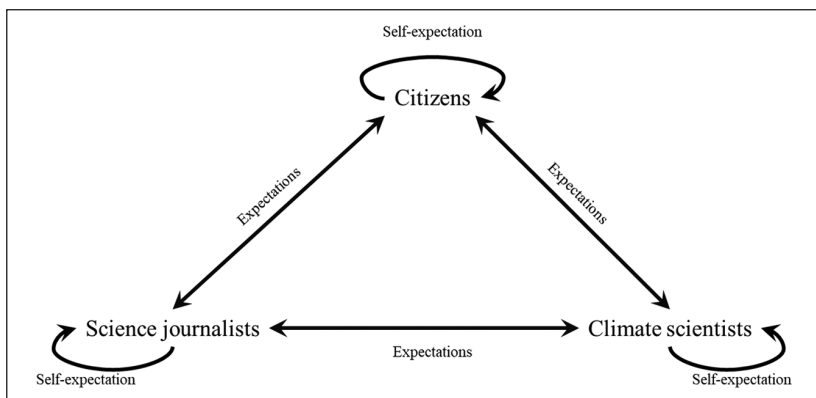 Self-expectation
Citizens
Expectations
Expectations
Science journalists
Climate scientists
Expectations
Self-expectation
Self-expectation